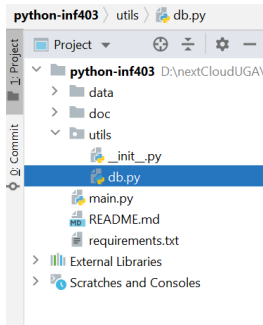 python-inf403 > utils > db.py
1: Project
Project
python-inf403 D:\nextCloudUGA\
data
doc
utils
__init__.py
db.py
0: Commit
main.py
MD README.md
requirements.txt
External Libraries
Scratches and Consoles